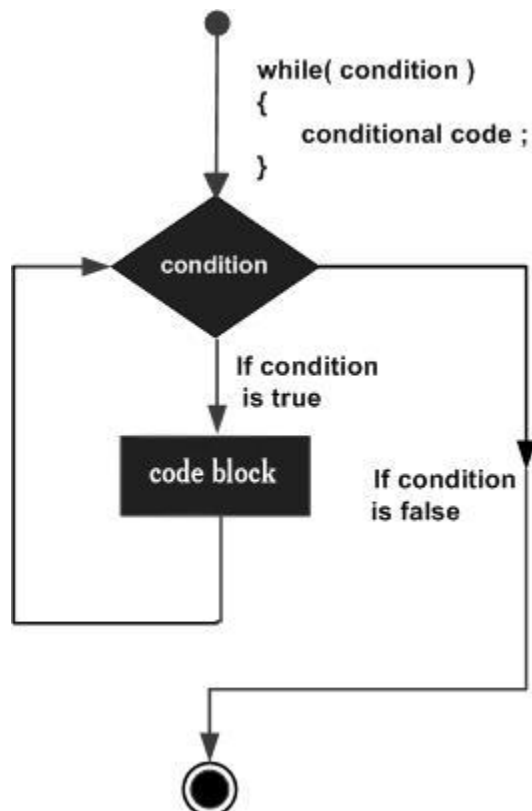 while( condition )
{
conditional code ;
}
condition
If condition
is true
code block
If condition
is false